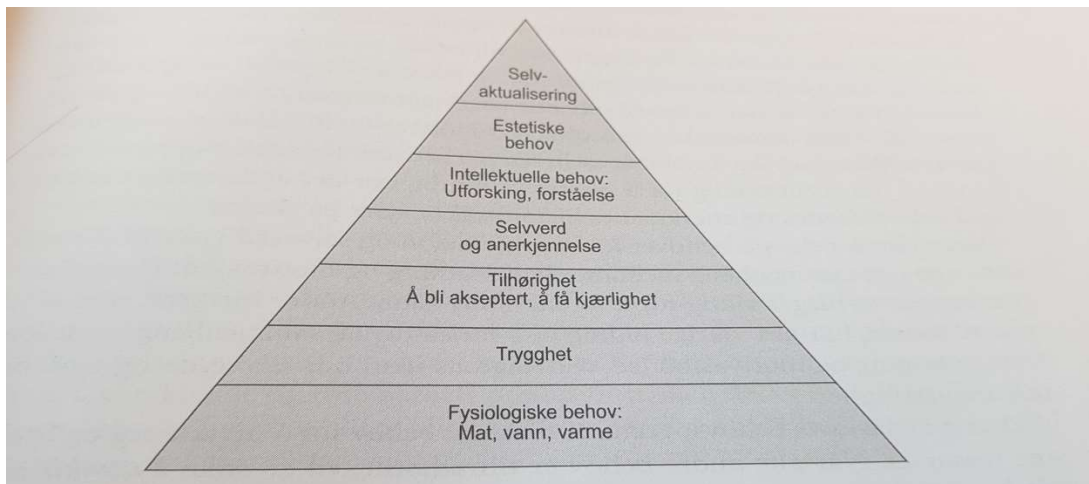 Selv-
aktualisering
Estetiske
behov
Intellektuelle behov:
Utforsking, forståelse
Selvverd
og anerkjennelse
Tilhørighet
Å bli akseptert, å få kjærlighet
Trygghet
Fysiologiske behov:
Mat, vann, varme